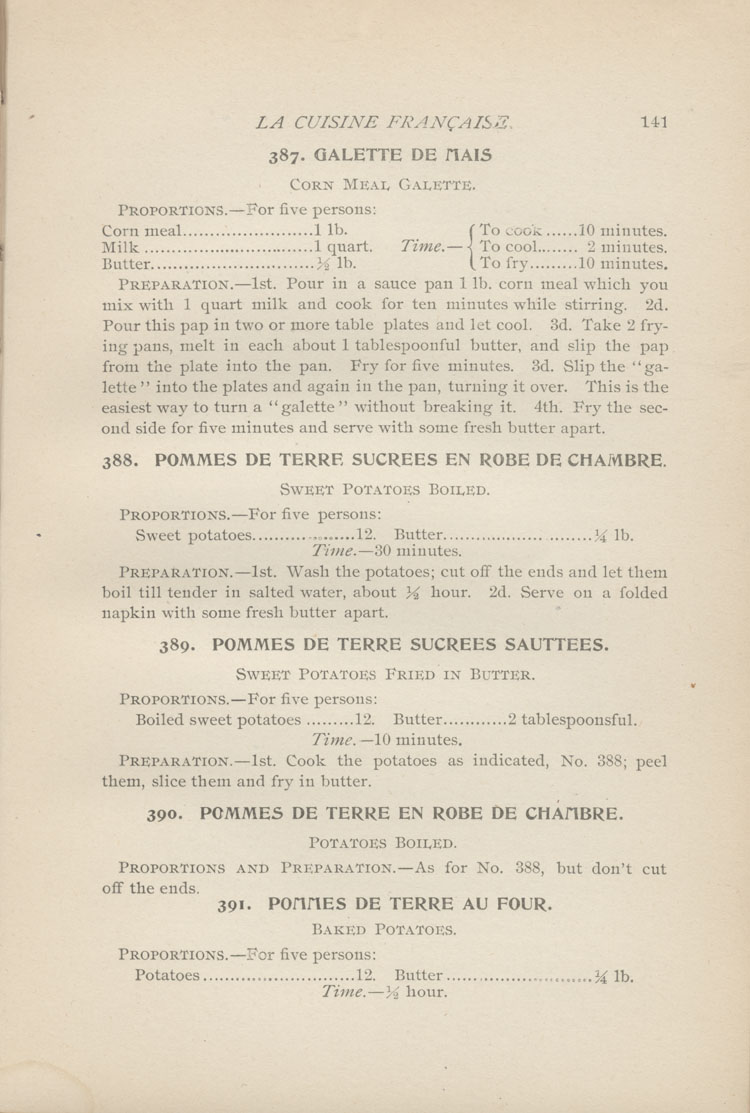 LA CUISINE FRANÇAISE. 141
387. GALETTE DE MAIS
CORN MEAL GALETTE.
PROPORTIONS.—For five persons:
Corn meal........................1 lb. { To cook......10 minutes.
Milk.............................1 quart. Time.— { To cool........ 2 minutes.
Butter............................½ lb. { To fry.........10 minutes.
PREPARATION.—1st. Pour in a sauce pan 1 lb. corn meal which you
mix with 1 quart milk and cook for ten minutes while stirring. 2d.
Pour this pap in two or more table plates and let cool. 3d. Take 2 fry-
ing pans, melt in each about 1 tablespoonful butter, and slip the pap
from the plate into the pan. Fry for five minutes. 3d. Slip the "ga-
lette" into the plates and again in the pan, turning it over. This is the
easiest way to turn a "galette" without breaking it. 4th. Fry the sec-
ond side for five minutes and serve with some fresh butter apart.
388. POMMES DE TERRE SUCREES EN ROBE DE CHAMBRE.
SWEET POTATOES BOILED.
PROPORTIONS.—For five persons:
Sweet potatoes..................12. Butter..........................¼ lb.
Time.—30 minutes.
PREPARATION.—1st. Wash the potatoes; cut off the ends and let them
boil till tender in salted water, about ½ hour. 2d. Serve on a folded
napkin with some fresh butter apart.
389. POMMES DE TERRE SUCREES SAUTTEES.
SWEET POTATOES FRIED IN BUTTER.
PROPORTIONS.—For five persons:
Boiled sweet potatoes .........12. Butter............2 tablespoonsful.
Time.—10 minutes.
PREPARATION.—1st. Cook the potatoes as indicated, No. 388; peel
them, slice them and fry in butter.
390. POMMES DE TERRE EN ROBE DE CHAMBRE.
POTATOES BOILED.
PROPORTIONS AND PREPARATION.—As for No. 388, but don't cut
off the ends.
391. POMMES DE TERRE AU FOUR.
BAKED POTATOES.
PROPORTIONS.—For five persons:
Potatoes...........................12. Butter..........................¼ lb.
Time.—½ hour.